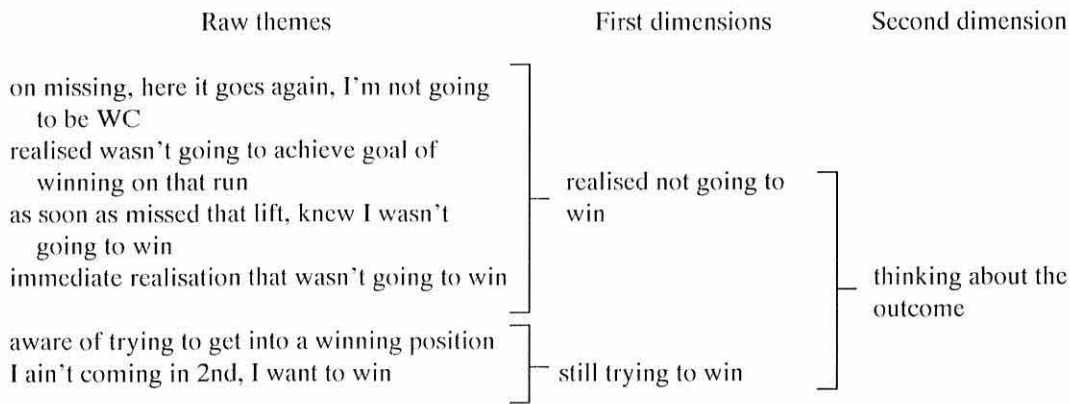 Raw themes First dimensions Second dimension
on missing, here it goes again, I'm not going
to be WC
realised wasn't going to achieve goal of
winning on that run
as soon as missed that lift, knew I wasn't
going to win
immediate realisation that wasn't going to win
realised not going to
win
aware of trying to get into a winning position
I ain't coming in 2nd, I want to win
still trying to win
thinking about the
outcome